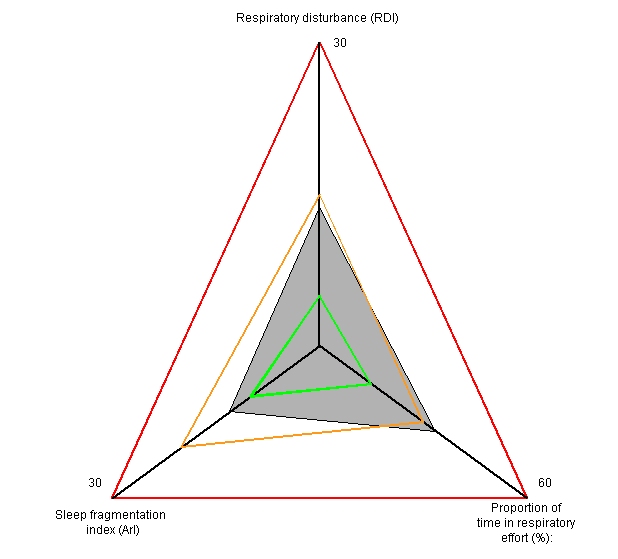 Respiratory disturbance (RDI)
30
30
60
Sleep fragmentation
index (ArI)
Proportion of
time in respiratory
effort (%):